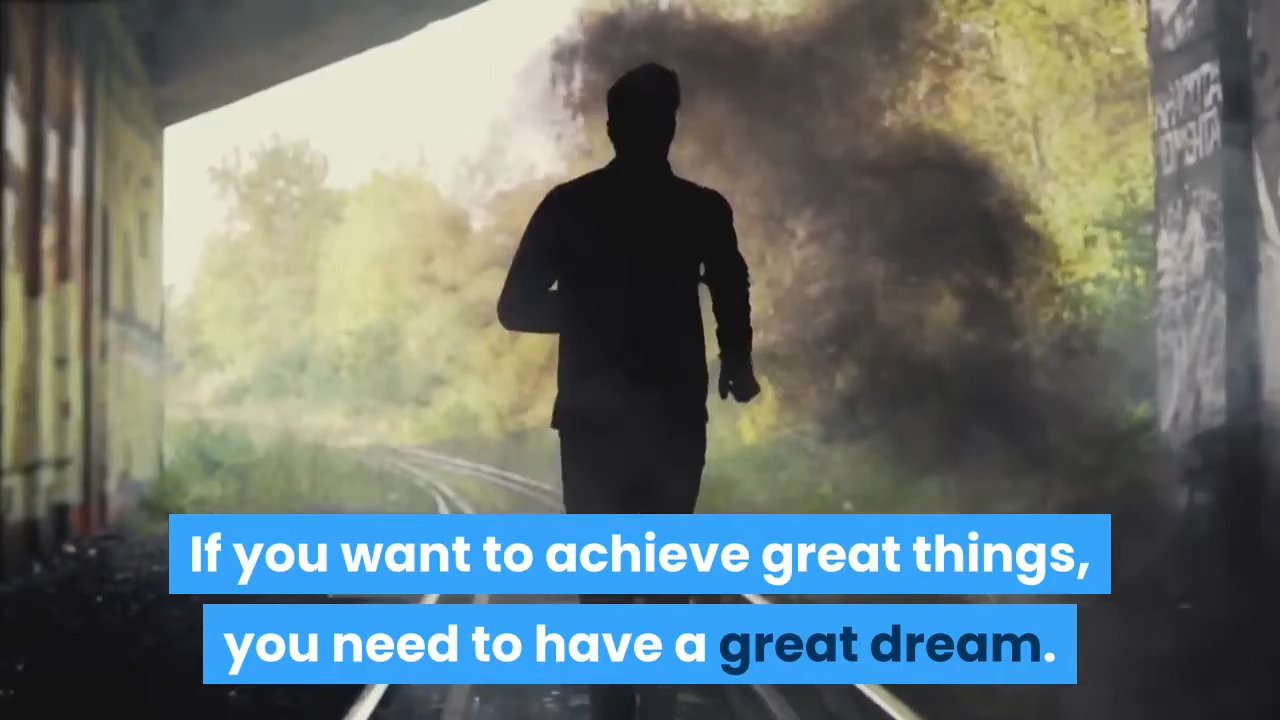 If you want to achieve great things,
you need to have a great dream.